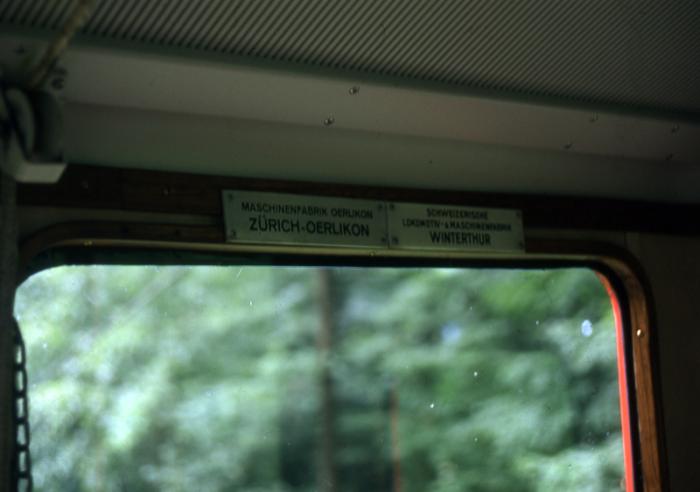 MASCHINENFABRIK OERLIKON
ZÜRICH-OERLIKON
SCHWEIZERISCHE
LOKOMOTIV-& MASCHINENFABRIK
WINTERTHUR